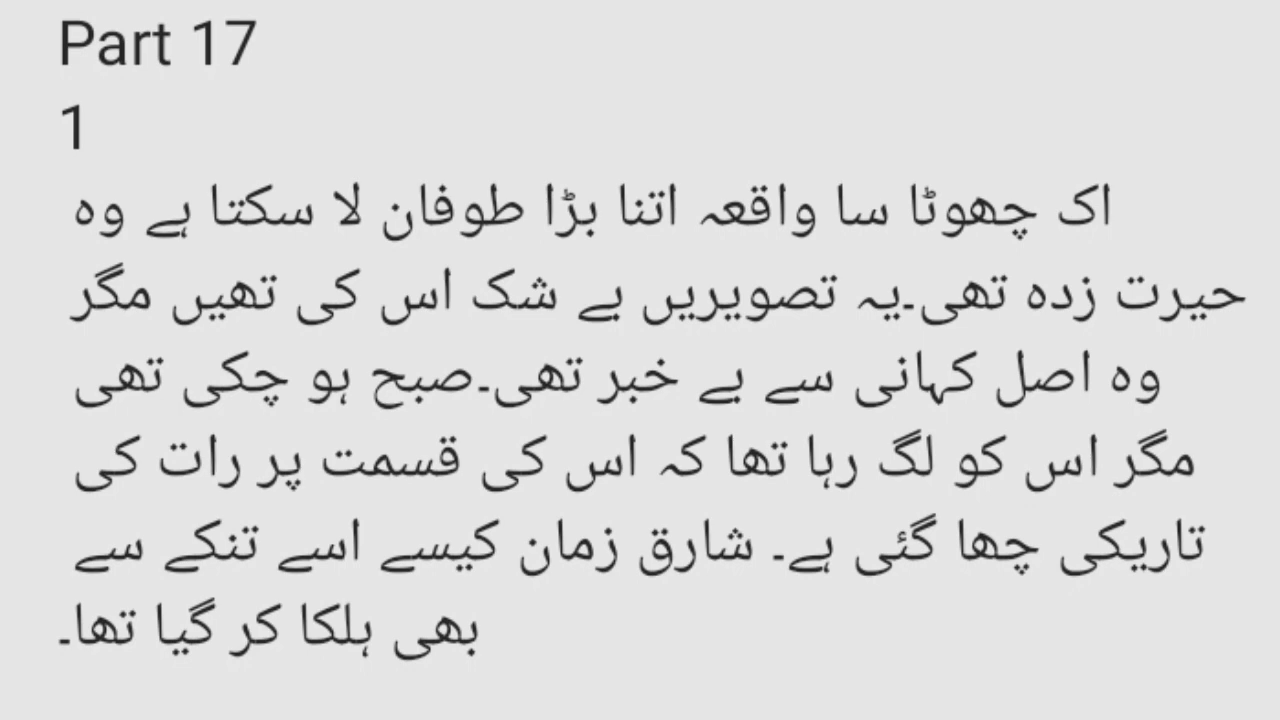 Part 17
1
اک چھوٹا سا واقعہ اتنا بڑا طوفان لا سکتا ہے وہ
حیرت زدہ تھی۔یہ تصویریں بے شک اس کی تھیں مگر
وہ اصل کہانی سے بے خبر تھی۔صبح ہو چکی تھی
مگر اس کو لگ رہا تھا کہ اس کی قسمت پر رات کی
تاریکی چھا گئی ہے۔ شارق زمان کیسے اسے تنکے سے
بھی ہلکا کر گیا تھا۔